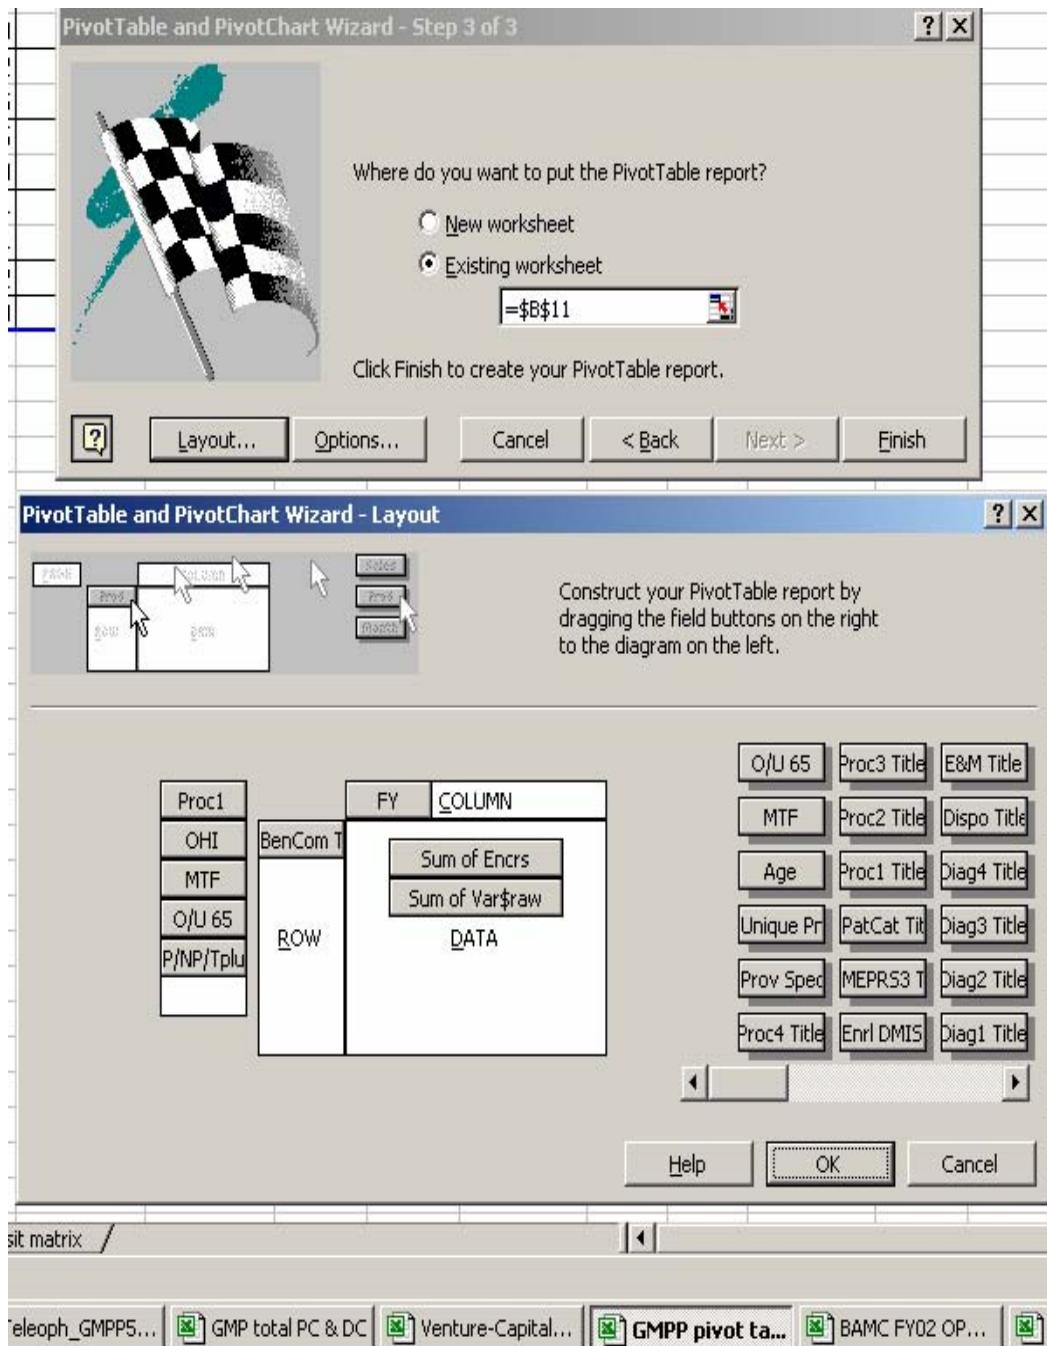 PivotTable and PivotChart Wizard - Step 3 of 3
Where do you want to put the PivotTable report?
New worksheet
Existing worksheet
=$B$11
Click Finish to create your PivotTable report.
Layout... Options... Cancel < Back Next > Finish
PivotTable and PivotChart Wizard - Layout
Sales
Prod
Prod
Month
Construct your PivotTable report by
dragging the field buttons on the right
to the diagram on the left.
O/U 65 Proc3 Title E&M Title
Proc1 FY COLUMN
MTF Proc2 Title Dispo Title
OHI BenCom T Sum of Encrs
Age Proc1 Title Diag4 Title
MTF Sum of Var$raw
O/U 65 ROW DATA
Unique Pr PatCat Tit Diag3 Title
P/NP/Tplu
Prov Spec MEPRS3 T Diag2 Title
Proc4 Title Enrl DMIS Diag1 Title
Help OK Cancel
sit matrix
eleoph_GMPP5... GMP total PC & DC Venture-Capital... GMPP pivot ta... BAMC FY02 OP...